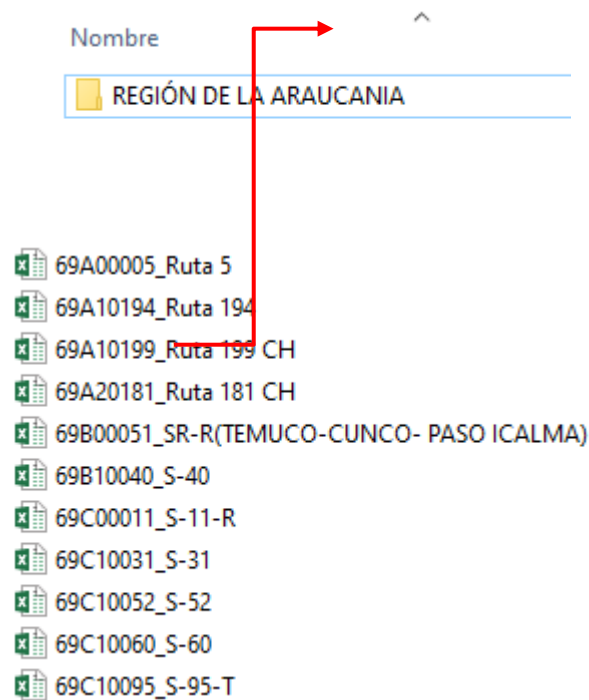 Nombre
REGIÓN DE LA ARAUCANIA
69A00005_Ruta 5
69A10194_Ruta 194
69A10199_Ruta 199 CH
69A20181_Ruta 181 CH
69B00051_SR-R(TEMUCO-CUNCO- PASO ICALMA)
69B10040_S-40
69C00011_S-11-R
69C10031_S-31
69C10052_S-52
69C10060_S-60
69C10095_S-95-T